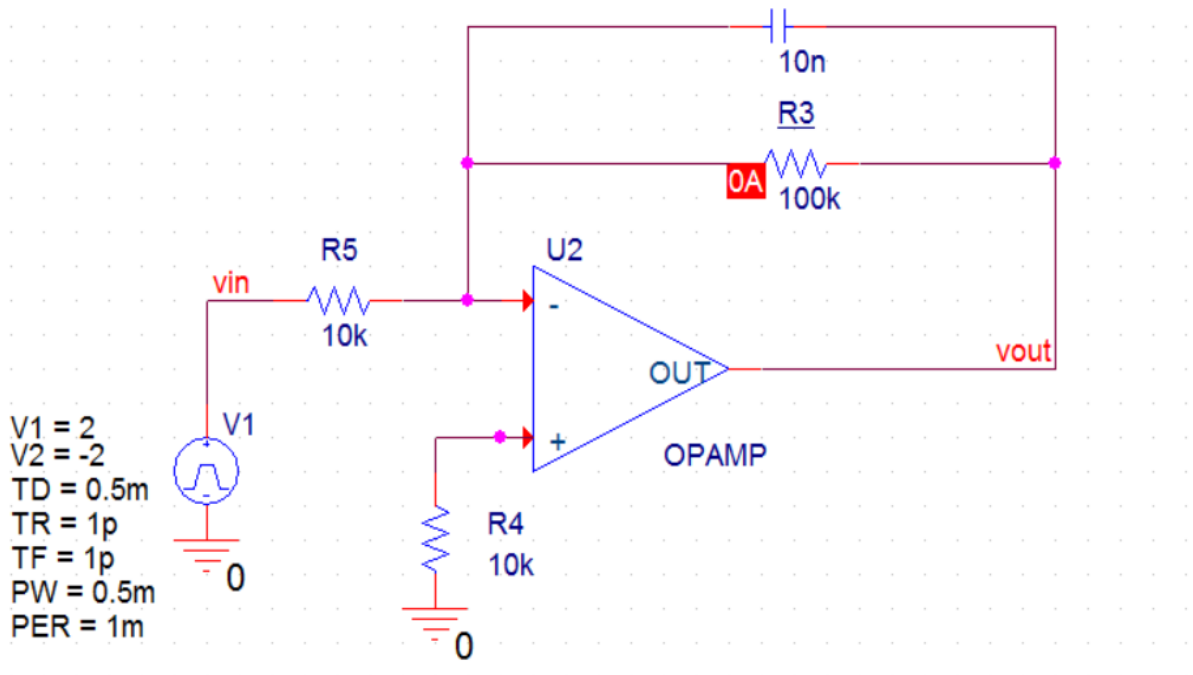 10n
R3
0A
100k
R5
U2
vin
-
10k
vout
OUT
V1
+
OPAMP
V1 = 2
V2 = -2
TD = 0.5m
TR = 1p
TF = 1p
PW = 0.5m
PER = 1m
+
-
0
R4
10k
0